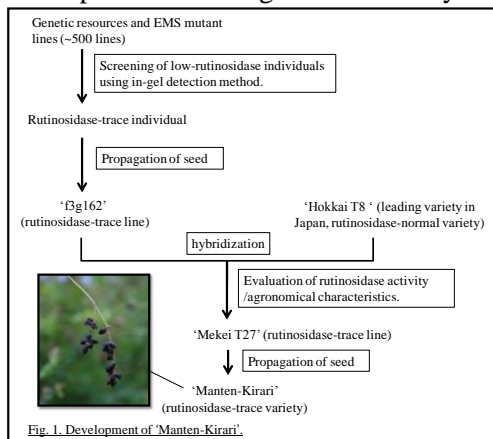 Genetic resources and EMS mutant
lines (~500 lines)
Screening of low-rutinosidase individuals
using in-gel detection method.
Rutinosidase-trace individual
Propagation of seed
‘f3g162’
(rutinosidase-trace line)
‘Hokkai T8 ‘ (leading variety in
Japan, rutinosidase-normal variety)
hybridization
Evaluation of rutinosidase activity
/agronomical characteristics.
‘Mekei T27’ (rutinosidase-trace line)
Propagation of seed
‘Manten-Kirari’
(rutinosidase-trace variety)
Fig. 1. Development of ‘Manten-Kirari’.